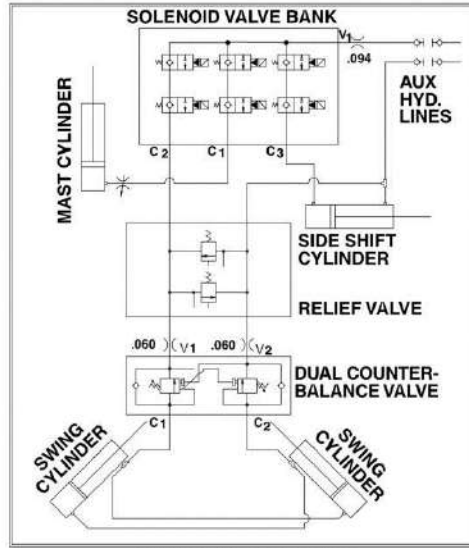 SOLENOID VALVE BANK
V1
.094
AUX
HYD.
LINES
MAST CYLINDER
C2
C1
C3
SIDE SHIFT
CYLINDER
RELIEF VALVE
.060
V1
.060
V2
DUAL COUNTER-
BALANCE VALVE
C1
C2
SWING
CYLINDER
SWING
CYLINDER